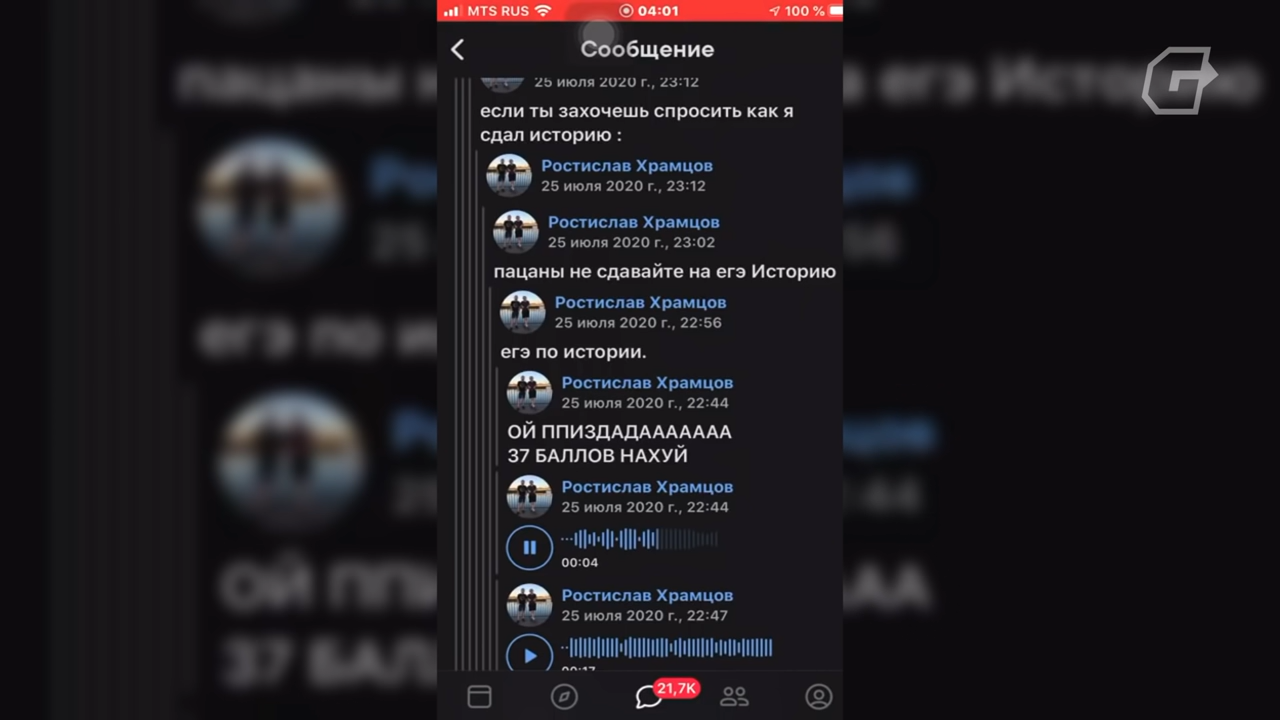 MTS RUS 04:01 100 %
Сообщение
25 июля 2020 г., 23:12
если ты захочешь спросить как я
сдал историю :
Ростислав Храмцов
25 июля 2020 г., 23:12
Ростислав Храмцов
25 июля 2020 г., 23:02
пацаны не сдавайте на егэ Историю
Ростислав Храмцов
25 июля 2020 г., 22:56
егэ по истории.
Ростислав Храмцов
25 июля 2020 г., 22:44
ОЙ ППИЗДАДААААААА
37 БАЛЛОВ НАХУЙ
Ростислав Храмцов
25 июля 2020 г., 22:44
00:04
Ростислав Храмцов
25 июля 2020 г., 22:47
00:17
21,7K